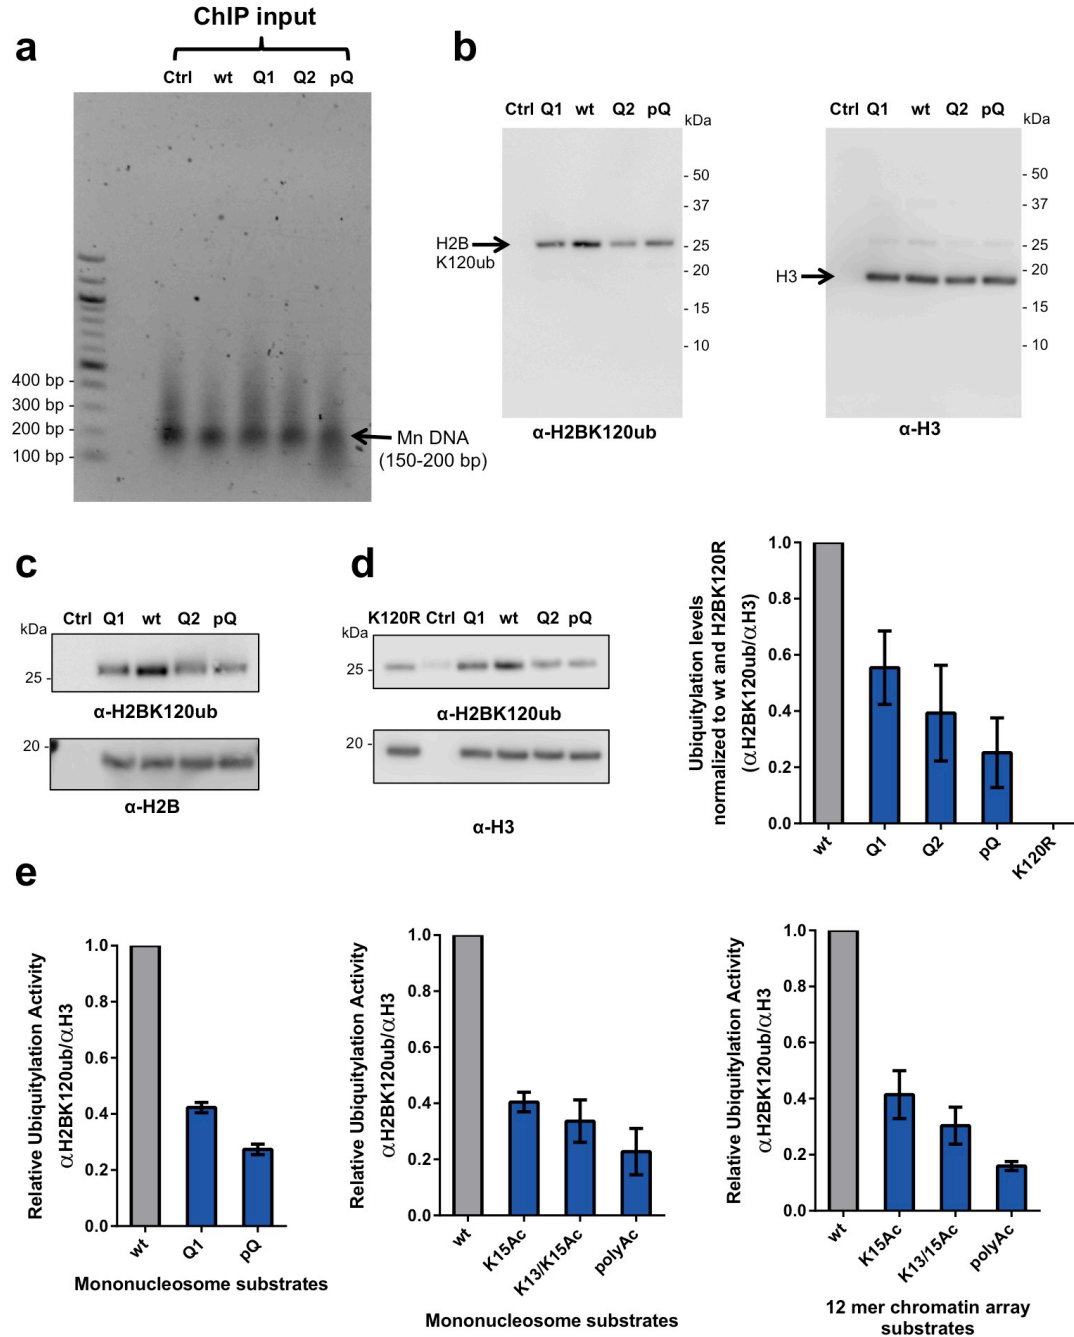 ChIP input
a
Ctrl wt Q1 Q2 pQ
400 bp -
300 bp -
200 bp -
100 bp -
Mn DNA
(150-200 bp)
b
Ctrl Q1 wt Q2 pQ
kDa
- 50
- 37
- 25
- 20
- 15
- 10
H2B
K120ub
α-H2BK120ub
Ctrl Q1 wt Q2 pQ
kDa
- 50
- 37
- 25
- 20
- 15
- 10
H3
α-H3
c
Ctrl Q1 wt Q2 pQ
kDa
25 -
α-H2BK120ub
20 -
α-H2B
d
K120R Ctrl Q1 wt Q2 pQ
kDa
25 -
α-H2BK120ub
20 -
α-H3
Ubiquitylation levels
normalized to wt and H2BK120R
(αH2BK120ub/αH3)
1.0
0.8
0.6
0.4
0.2
0.0
wt Q1 Q2 pQ K120R
e
Relative Ubiquitylation Activity
αH2BK120ub/αH3
1.0
0.8
0.6
0.4
0.2
0.0
wt Q1 pQ
Mononucleosome substrates
Relative Ubiquitylation Activity
αH2BK120ub/αH3
1.0
0.8
0.6
0.4
0.2
0.0
wt K15Ac K13/K15Ac polyAc
Mononucleosome substrates
Relative Ubiquitylation Activity
αH2BK120ub/αH3
1.0
0.8
0.6
0.4
0.2
0.0
wt K15Ac K13/15Ac polyAc
12 mer chromatin array
substrates